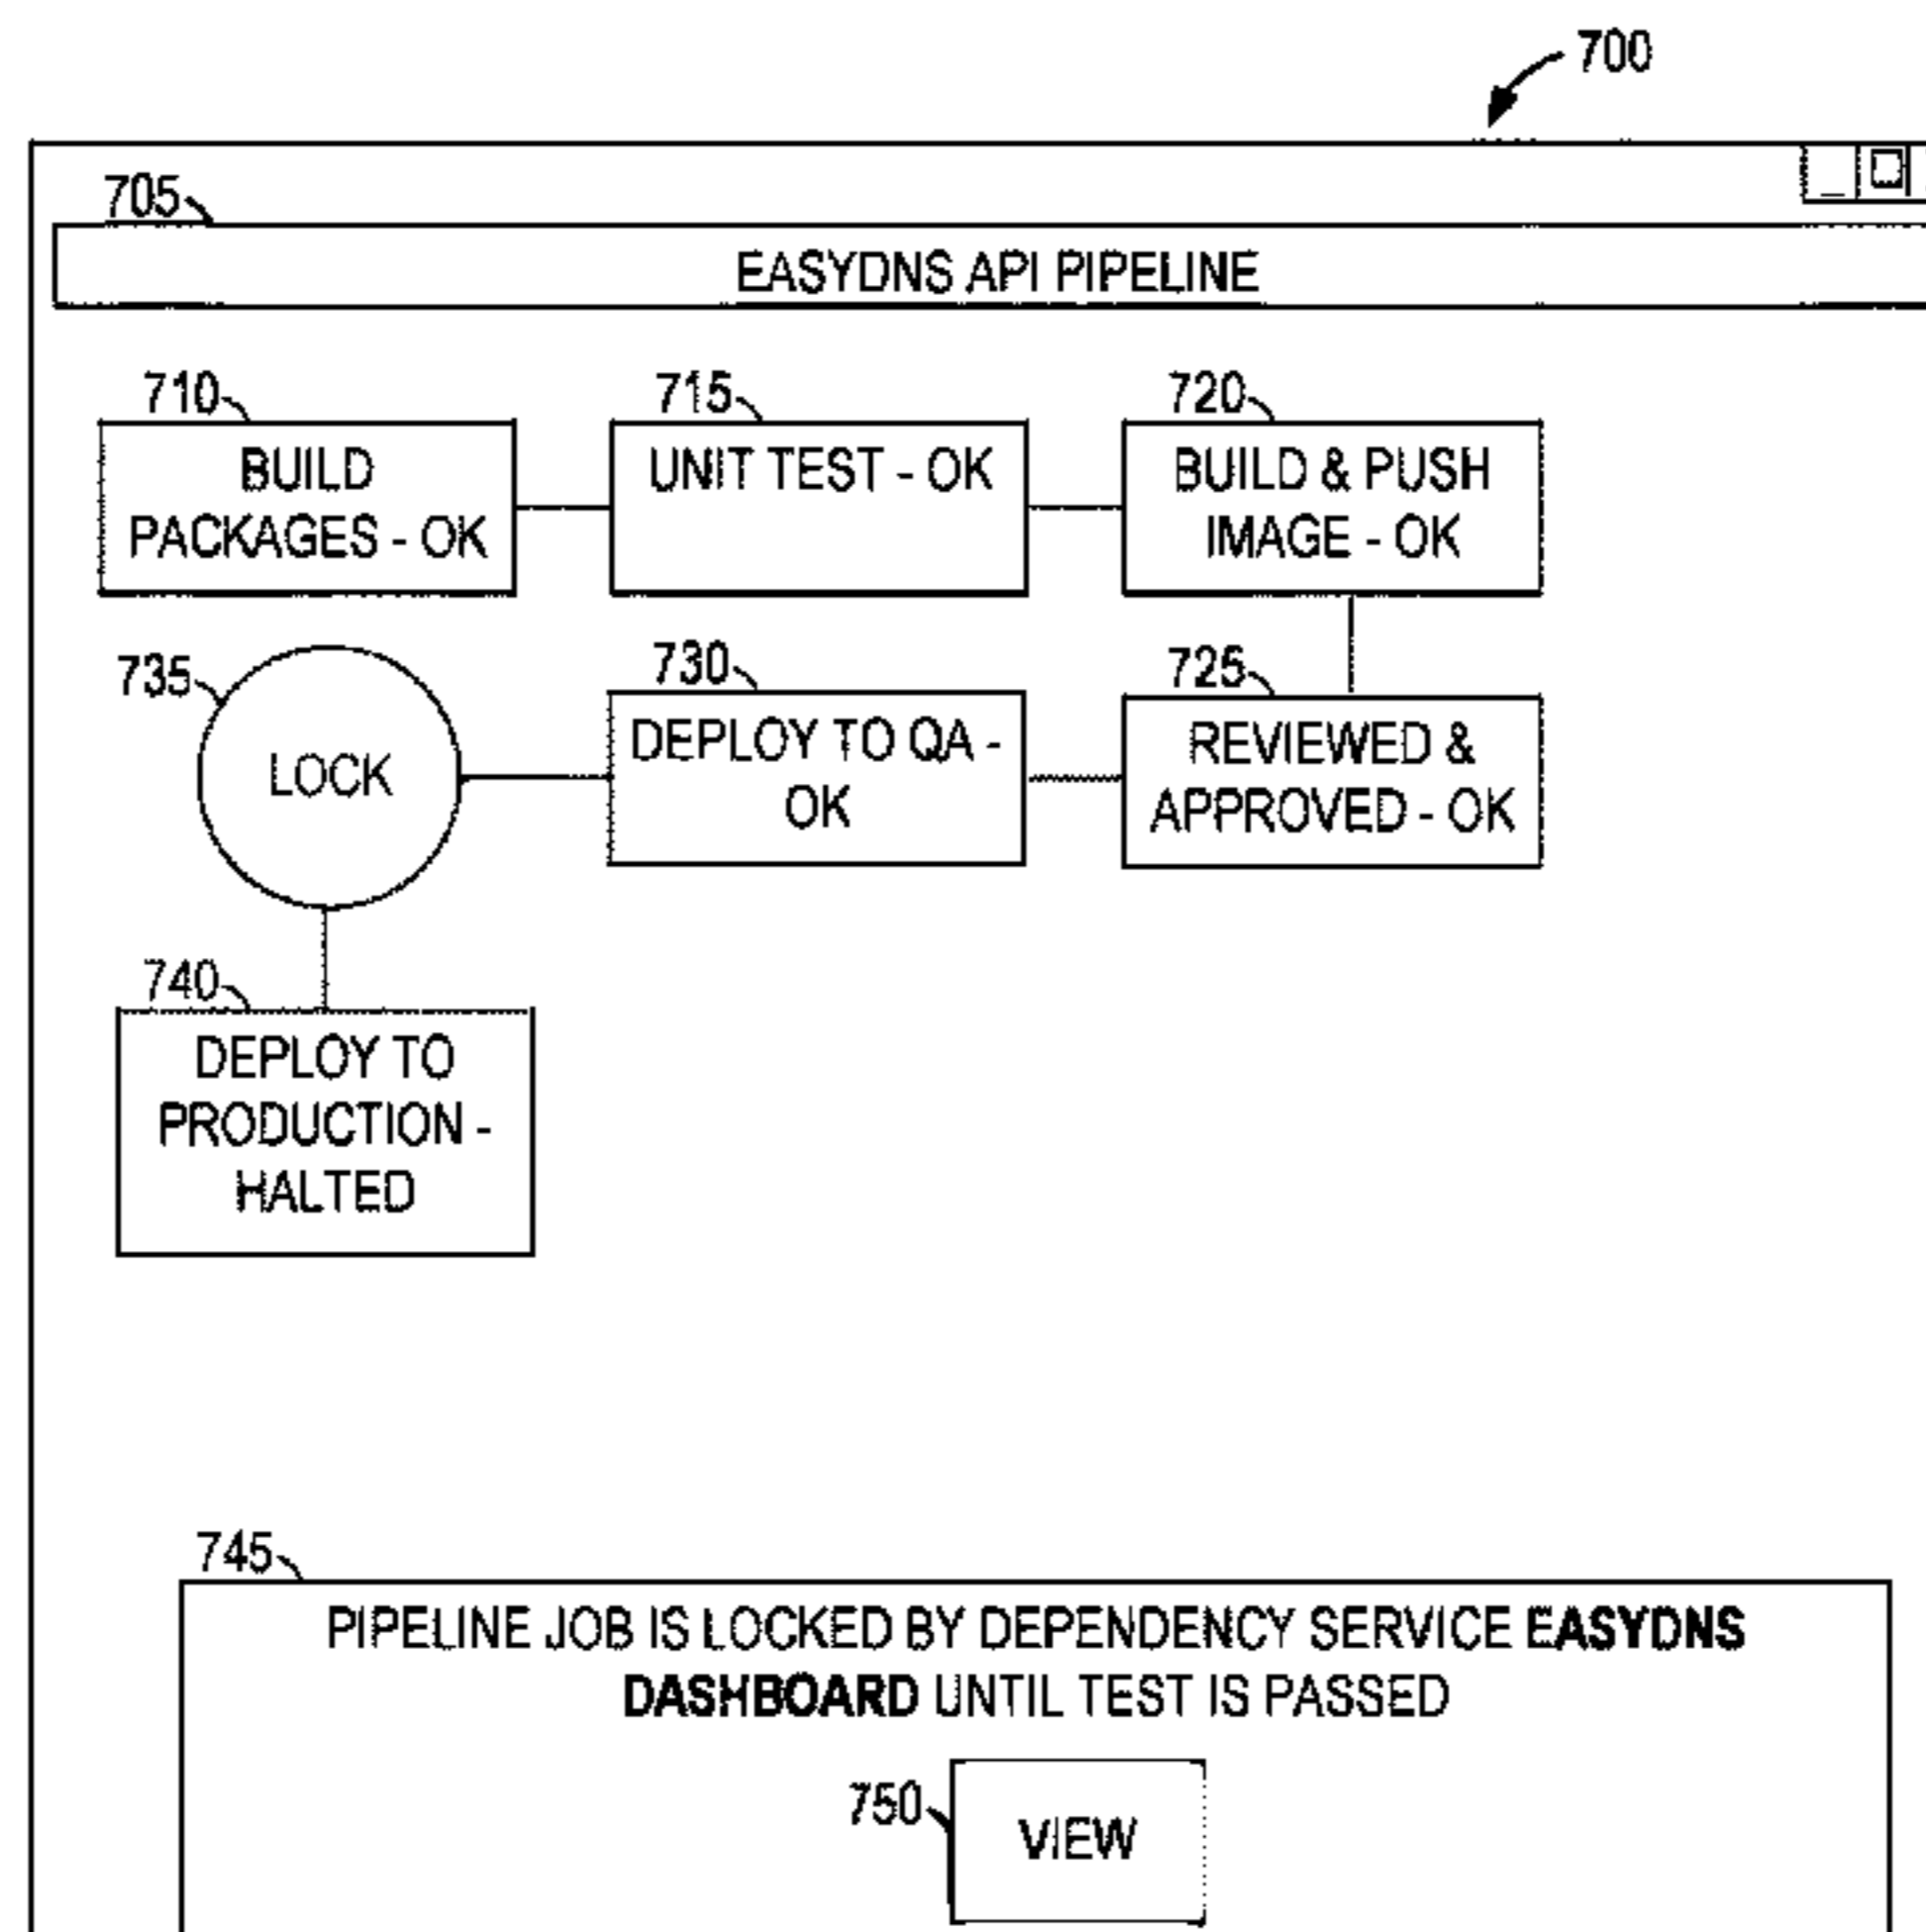 700
705
EASYDNS API PIPELINE
710
BUILD
PACKAGES - OK
715
UNIT TEST - OK
720
BUILD & PUSH
IMAGE - OK
735
LOCK
730
DEPLOY TO QA -
OK
725
REVIEWED &
APPROVED - OK
740
DEPLOY TO
PRODUCTION -
HALTED
745
PIPELINE JOB IS LOCKED BY DEPENDENCY SERVICE EASYDNS
DASHBOARD UNTIL TEST IS PASSED
750
VIEW